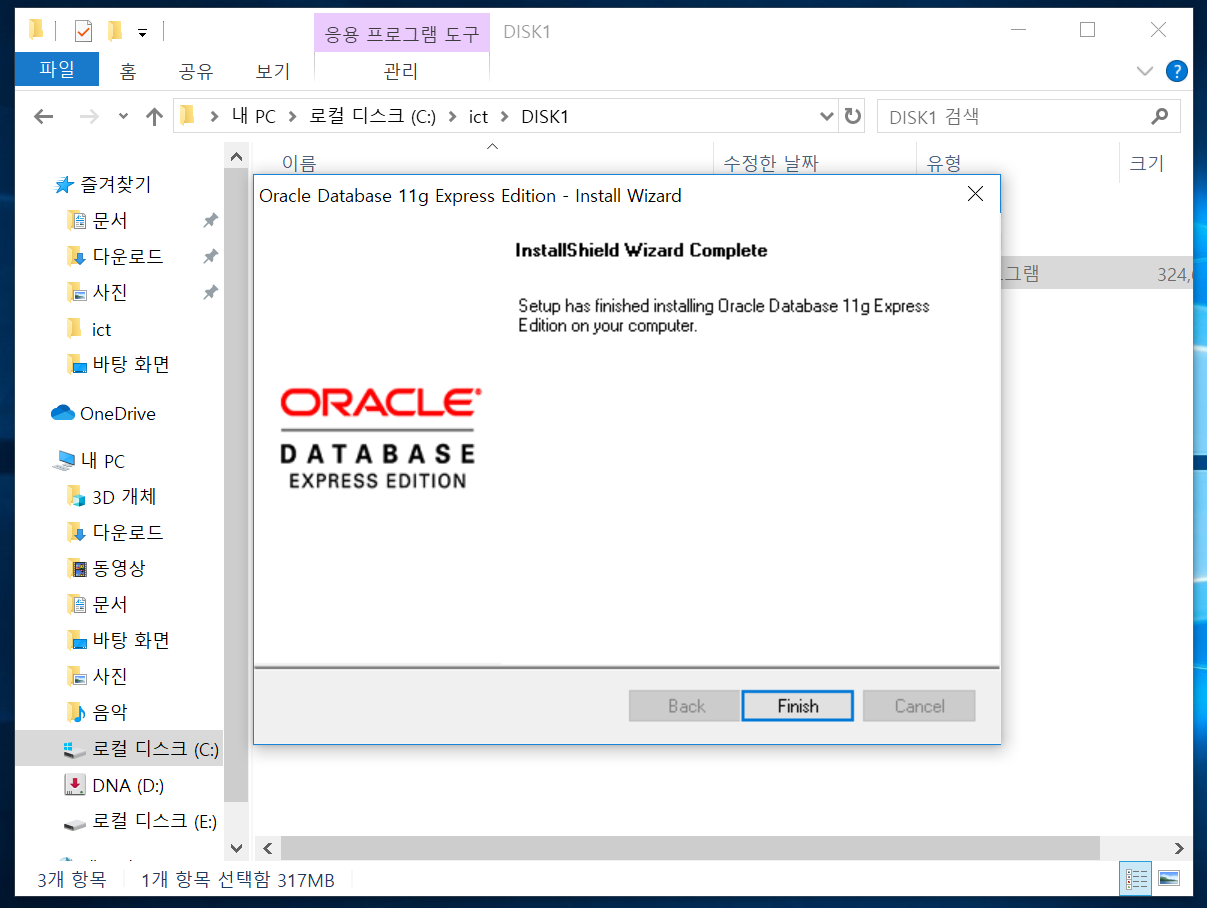 응용 프로그램 도구 DISK1
파일 홈 공유 보기 관리
내 PC 로컬 디스크 (C:) ict DISK1 DISK1 검색
이름 수정한 날짜 유형 크기
즐겨찾기
문서
다운로드
사진
ict
바탕 화면
OneDrive
내 PC
3D 개체
다운로드
동영상
문서
바탕 화면
사진
음악
로컬 디스크 (C:)
DNA (D:)
로컬 디스크 (E:)
Oracle Database 11g Express Edition - Install Wizard
InstallShield Wizard Complete
Setup has finished installing Oracle Database 11g Express
Edition on your computer.
ORACLE
DATABASE
EXPRESS EDITION
Back Finish Cancel
그램 324,
3개 항목 1개 항목 선택함 317MB